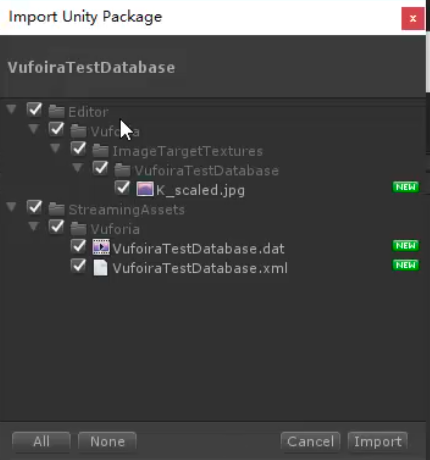 Import Unity Package
x
VufoiraTestDatabase
Editor
ImageTargetTextures
VufoiraTestDatabase
K_scaled.jpg NEW
StreamingAssets
Vuforia
VufoiraTestDatabase.dat NEW
VufoiraTestDatabase.xml NEW
All None Cancel Import